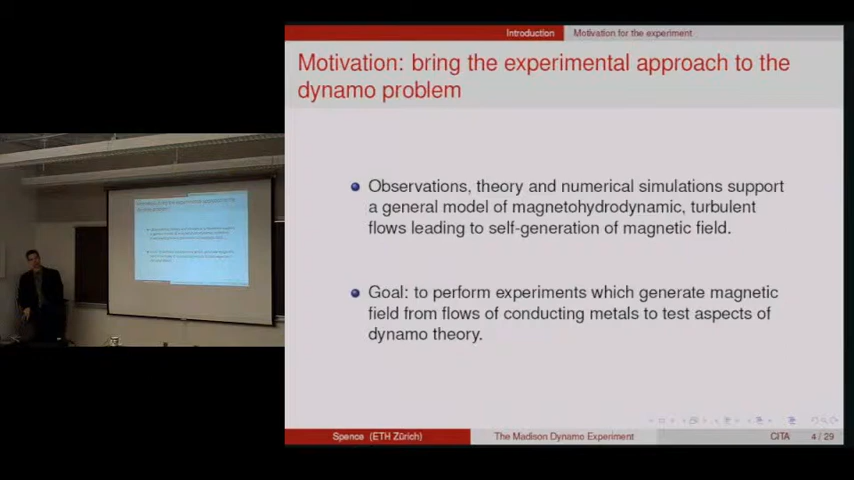 Introduction Motivation for the experiment
Motivation: bring the experimental approach to the
dynamo problem
Observations, theory and numerical simulations support
a general model of magnetohydrodynamic, turbulent
flows leading to self-generation of magnetic field.
Goal: to perform experiments which generate magnetic
field from flows of conducting metals to test aspects of
dynamo theory.
Spence (ETH Zürich) The Madison Dynamo Experiment CITA 4 / 29